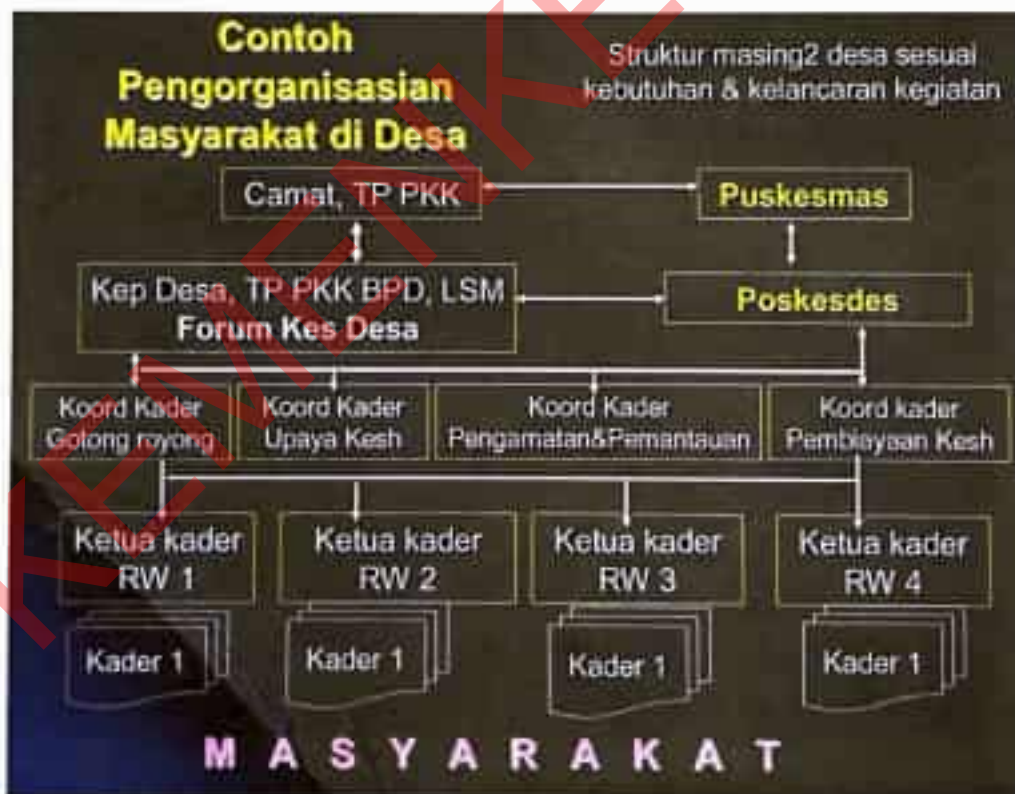 Contoh
Pengorganisasian
Masyarakat di Desa
Struktur masing2 desa sesuai
kebutuhan & kelancaran kegiatan
Camat, TP PKK
Puskesmas
Kep Desa, TP PKK BPD, LSM
Forum Kes Desa
Poskesdes
Koord Kader
Gotong royong
Koord Kader
Upaya Kesh
Koord Kader
Pengamatan&Pemantauan
Koord kader
Pembiayaan Kesh
Ketua kader
RW 1
Ketua kader
RW 2
Ketua kader
RW 3
Ketua kader
RW 4
Kader 1
Kader 1
Kader 1
Kader 1
M A S Y A R A K A T
KEMENKE